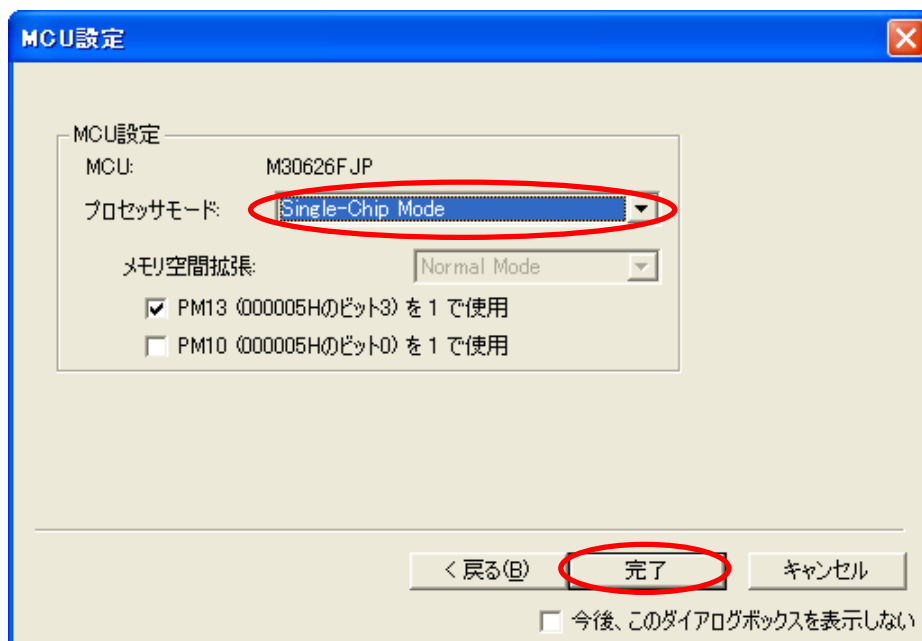 MCU設定
MCU設定
MCU: M30626FJP
プロセッサモード: Single-Chip Mode
メモリ空間拡張: Normal Mode
PM13 (000005Hのビット3) を 1 で使用
PM10 (000005Hのビット0) を 1 で使用
< 戻る(B) 完了 キャンセル
今後、このダイアログボックスを表示しない